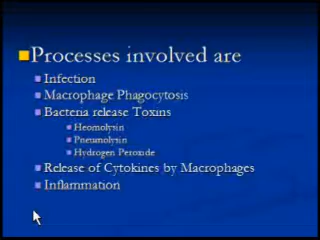 Processes involved are
Infection
Macrophage Phagocytosis
Bacteria release Toxins
Heomolysin
Pneumolysin
Hydrogen Peroxide
Release of Cytokines by Macrophages
Inflammation